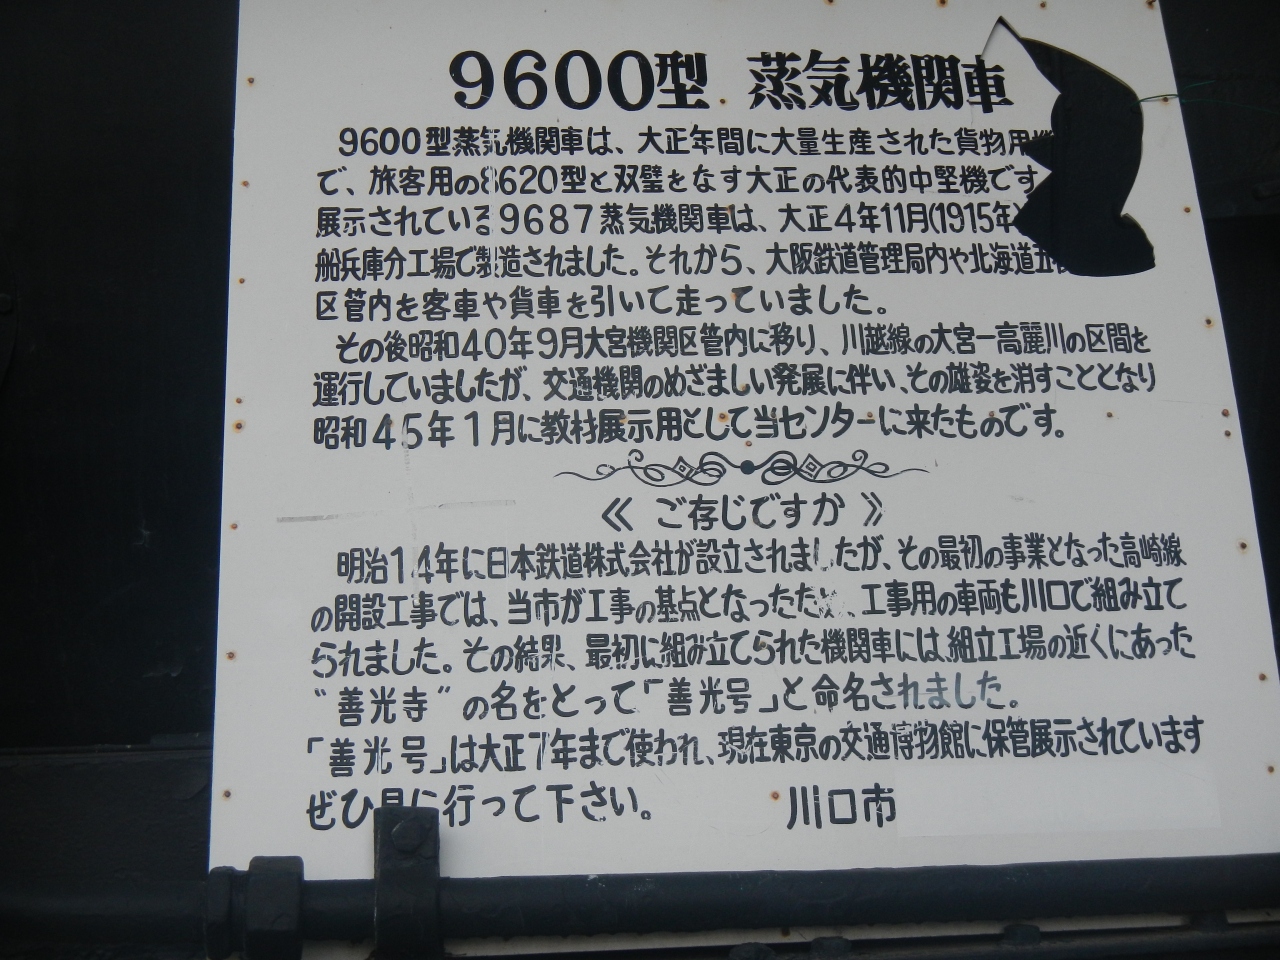 9600型 蒸気機関車
9600型蒸気機関車は、大正年間に大量生産された貨物用
で、旅客用の8620型と双璧をなす大正の代表的中堅機です
展示されている9687蒸気機関車は、大正4年11月(1915年)
船兵庫分工場で製造されました。それから、大阪鉄道管理局内や北海道
区管内を客車や貨車を引いて走っていました。
その後昭和40年9月大宮機関区管内に移り、川越線の大宮ー高麗川の区間を
運行していましたが、交通機関のめざましい発展に伴い、その雄姿を消すこととなり
昭和45年1月に教材展示用として当センターに来たものです。
《 ご存じですか 》
明治14年に日本鉄道株式会社が設立されましたが、その最初の事業となった高崎線
の開設工事では、当市が工事の基点となったため、工事用の車両も川口で組み立て
られました。その結果、最初に組み立てられた機関車には、組立工場の近くにあった
“善光寺”の名をとって「善光号」と命名されました。
「善光号」は大正7年まで使われ、現在東京の交通博物館に保管展示されています
ぜひ見に行って下さい。 川口市